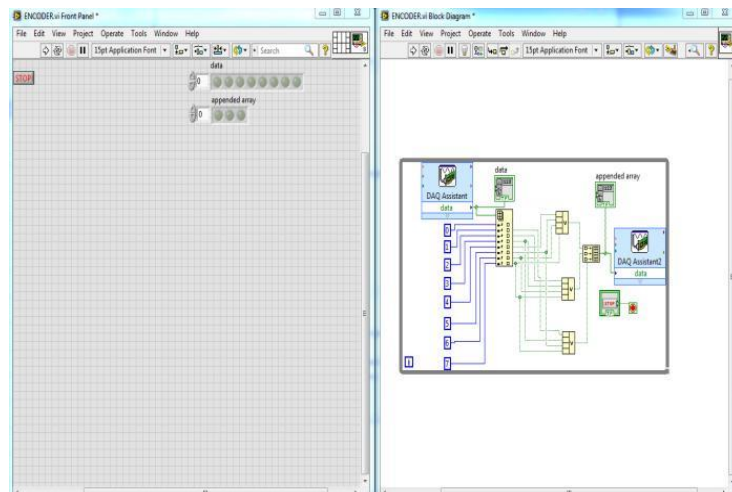 ENCODER.vi Front Panel *
File Edit View Project Operate Tools Window Help
15pt Application Font
Search
STOP
data
0
appended array
0
ENCODER.vi Block Diagram *
File Edit View Project Operate Tools Window Help
15pt Application Font
data
appended array
DAQ Assistant
data
0
1
2
3
4
5
6
7
DAQ Assistant2
data
STOP
i